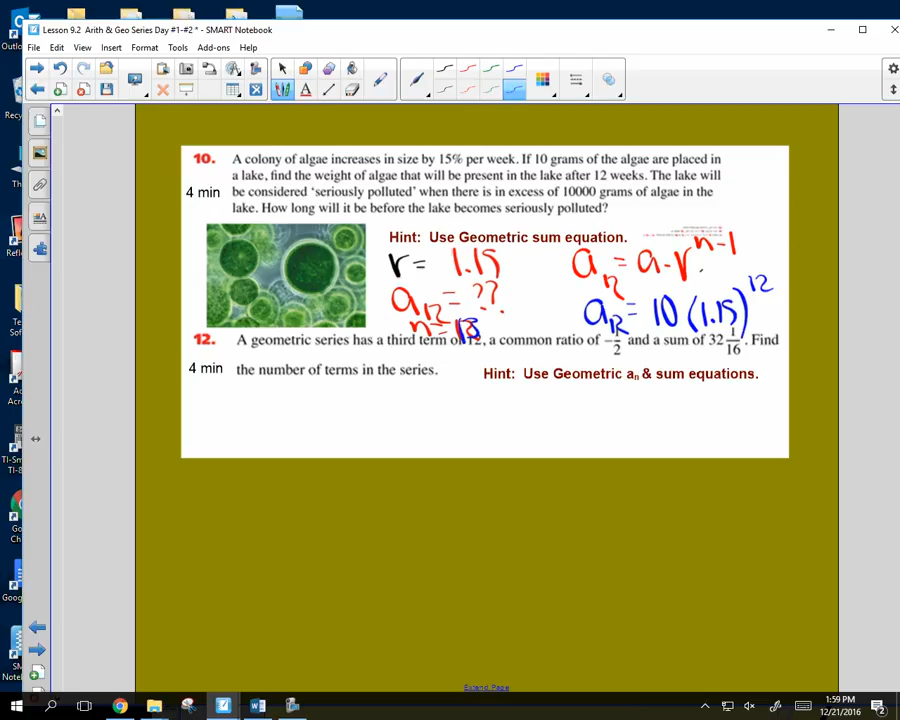 Lesson 9.2 Arith & Geo Series Day #1-#2 * - SMART Notebook
File Edit View Insert Format Tools Add-ons Help
10. A colony of algae increases in size by 15% per week. If 10 grams of the algae are placed in
a lake, find the weight of algae that will be present in the lake after 12 weeks. The lake will
4 min be considered 'seriously polluted' when there is in excess of 10000 grams of algae in the
lake. How long will it be before the lake becomes seriously polluted?
Hint: Use Geometric sum equation.
r = 1.15
a12 = ??
n =
a12 = a·r^n-1
a12 = 10 (1.15)^12
12. A geometric series has a third term of 12, a common ratio of -1/2 and a sum of 32 1/16. Find
4 min the number of terms in the series.
Hint: Use Geometric an & sum equations.
Extend Page
1:59 PM
12/21/2016